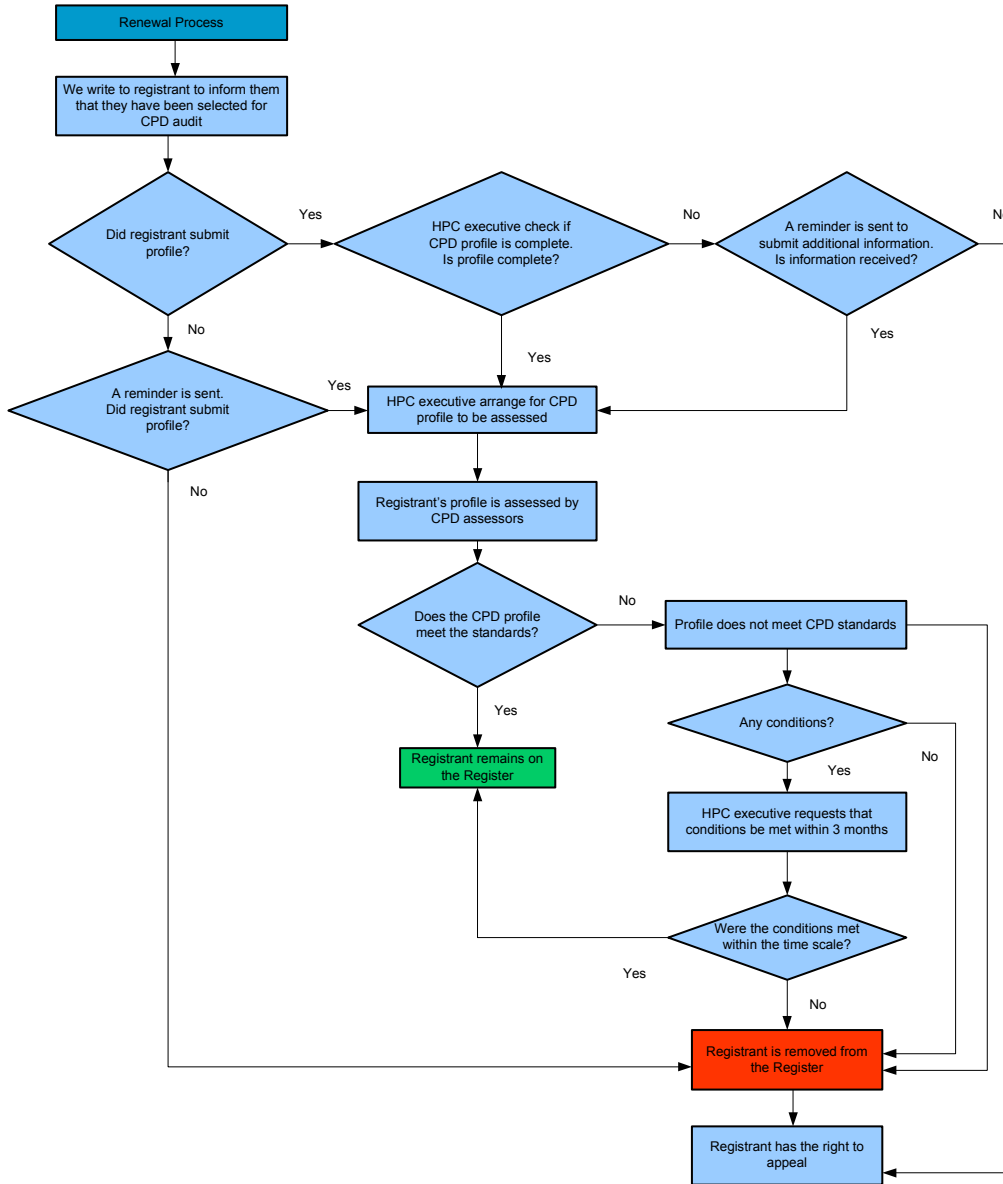 Renewal Process
We write to registrant to inform them
that they have been selected for
CPD audit
Did registrant submit
profile?
Yes
HPC executive check if
CPD profile is complete.
Is profile complete?
No
A reminder is sent to
submit additional information.
Is information received?
No
No
Yes
Yes
A reminder is sent.
Did registrant submit
profile?
Yes
HPC executive arrange for CPD
profile to be assessed
No
Registrant's profile is assessed by
CPD assessors
Does the CPD profile
meet the standards?
No
Profile does not meet CPD standards
Yes
Any conditions?
No
Yes
Registrant remains on
the Register
HPC executive requests that
conditions be met within 3 months
Were the conditions met
within the time scale?
Yes
No
Registrant is removed from
the Register
Registrant has the right to
appeal